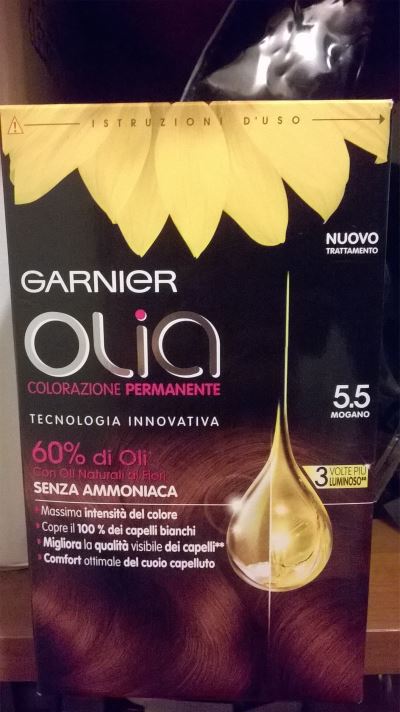 ISTRUZIONI D'USO
NUOVO
TRATTAMENTO
GARNIER
OLIA
COLORAZIONE PERMANENTE
5.5
MOGANO
TECNOLOGIA INNOVATIVA
60% di Oli*
Con Oli Naturali di Fiori
SENZA AMMONIACA
3 VOLTE PIÙ
LUMINOSO**
Massima intensità del colore
Copre il 100 % dei capelli bianchi
Migliora la qualità visibile dei capelli**
Comfort ottimale del cuoio capelluto